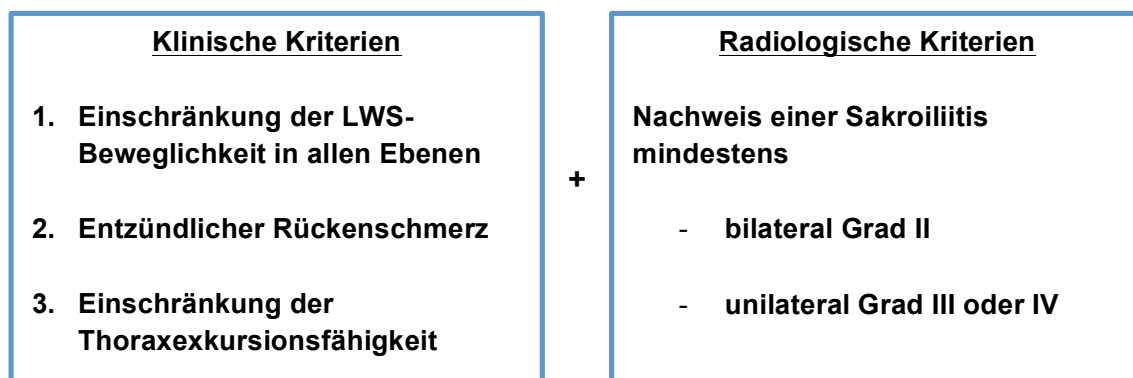 Klinische Kriterien
1. Einschränkung der LWS-
Beweglichkeit in allen Ebenen
2. Entzündlicher Rückenschmerz
3. Einschränkung der
Thoraxexkursionsfähigkeit
+
Radiologische Kriterien
Nachweis einer Sakroiliitis
mindestens
- bilateral Grad II
- unilateral Grad III oder IV